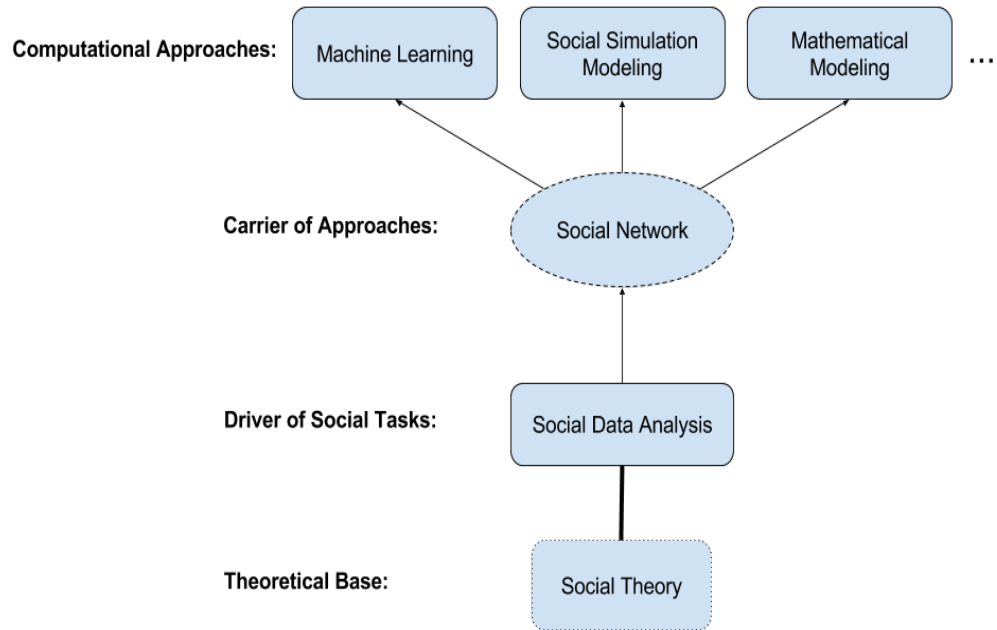 Computational Approaches:
Machine Learning
Social Simulation
Modeling
Mathematical
Modeling
...
Carrier of Approaches:
Social Network
Driver of Social Tasks:
Social Data Analysis
Theoretical Base:
Social Theory